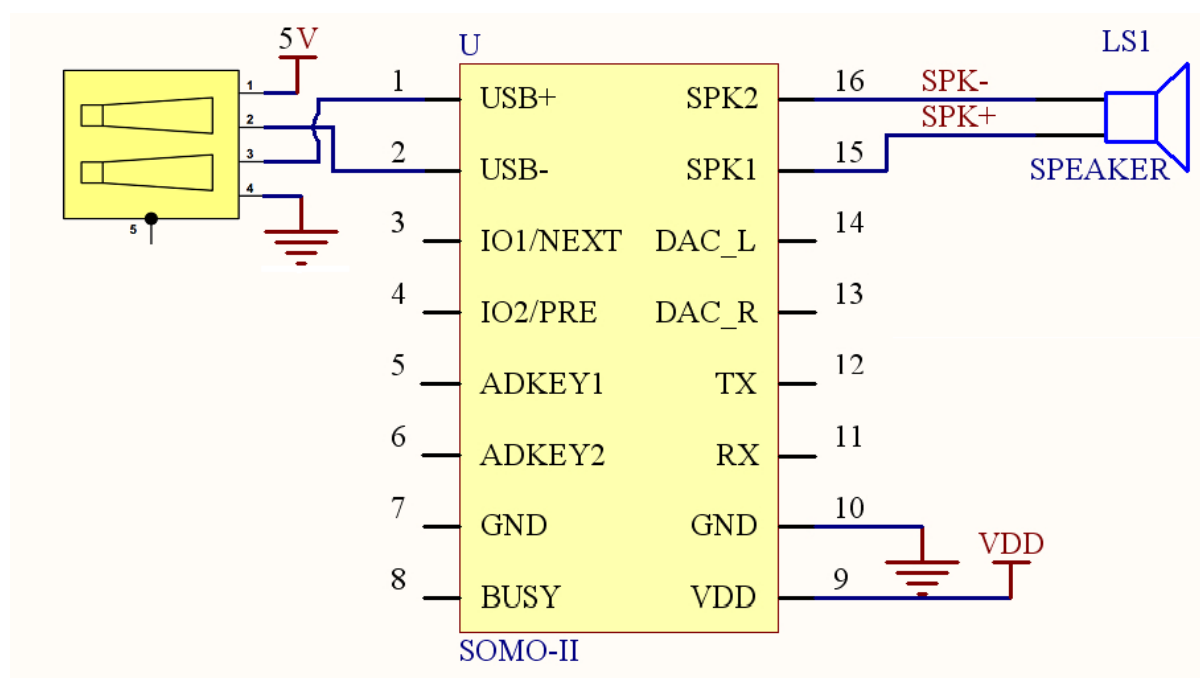 5V
U
LS1
1
2
3
4
5
1
2
3
4
5
6
7
8
USB+
USB-
IO1/NEXT
IO2/PRE
ADKEY1
ADKEY2
GND
BUSY
SPK2
SPK1
DAC_L
DAC_R
TX
RX
GND
VDD
16
15
14
13
12
11
10
9
SPK-
SPK+
SPEAKER
VDD
SOMO-II